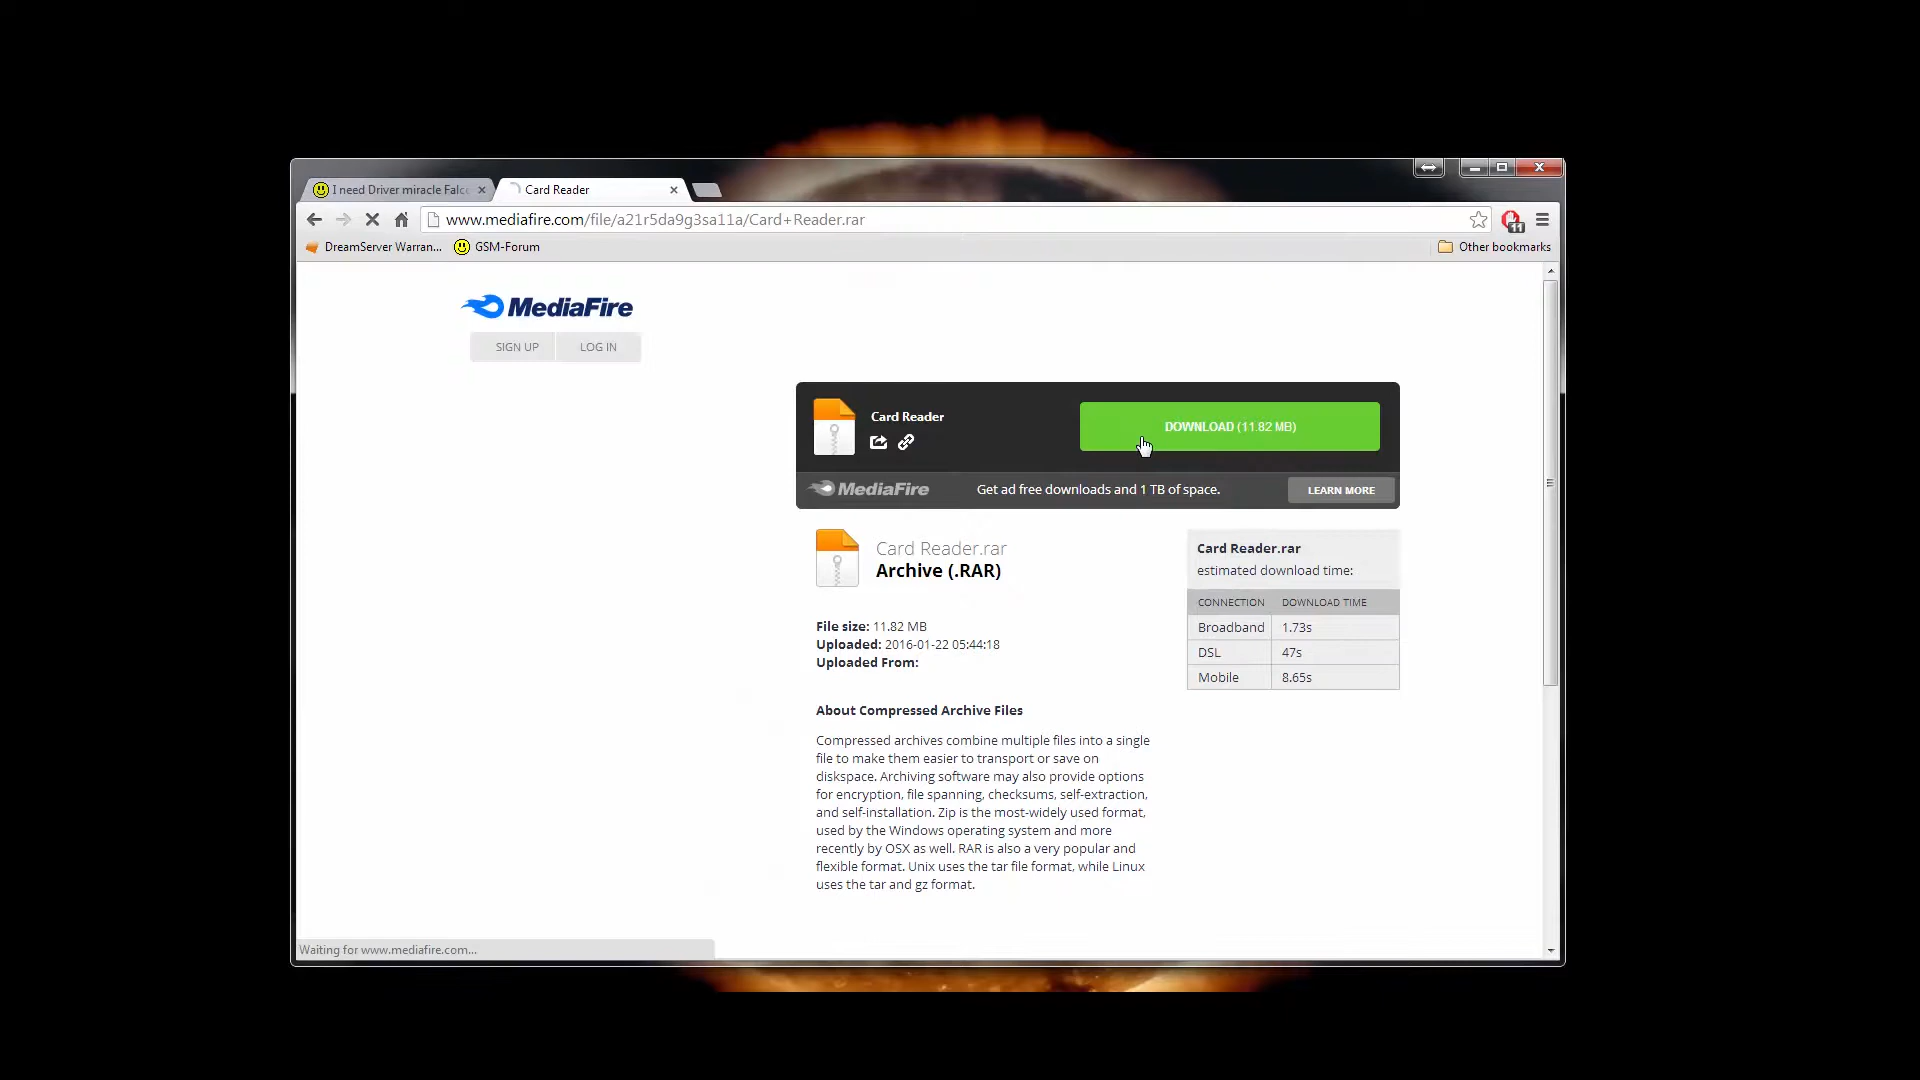 I need Driver miracle Falc
Card Reader
www.mediafire.com/file/a21r5da9g3sa11a/Card+Reader.rar
11
DreamServer Warran...
GSM-Forum
Other bookmarks
MediaFire
SIGN UP
LOG IN
Card Reader
DOWNLOAD (11.82 MB)
MediaFire
Get ad free downloads and 1 TB of space.
LEARN MORE
Card Reader.rar
Archive (.RAR)
File size: 11.82 MB
Uploaded: 2016-01-22 05:44:18
Uploaded From:
Card Reader.rar
estimated download time:
CONNECTION DOWNLOAD TIME
Broadband 1.73s
DSL 47s
Mobile 8.65s
About Compressed Archive Files
Compressed archives combine multiple files into a single
file to make them easier to transport or save on
diskspace. Archiving software may also provide options
for encryption, file spanning, checksums, self-extraction,
and self-installation. Zip is the most-widely used format,
used by the Windows operating system and more
recently by OSX as well. RAR is also a very popular and
flexible format. Unix uses the tar file format, while Linux
uses the tar and gz format.
Waiting for www.mediafire.com...